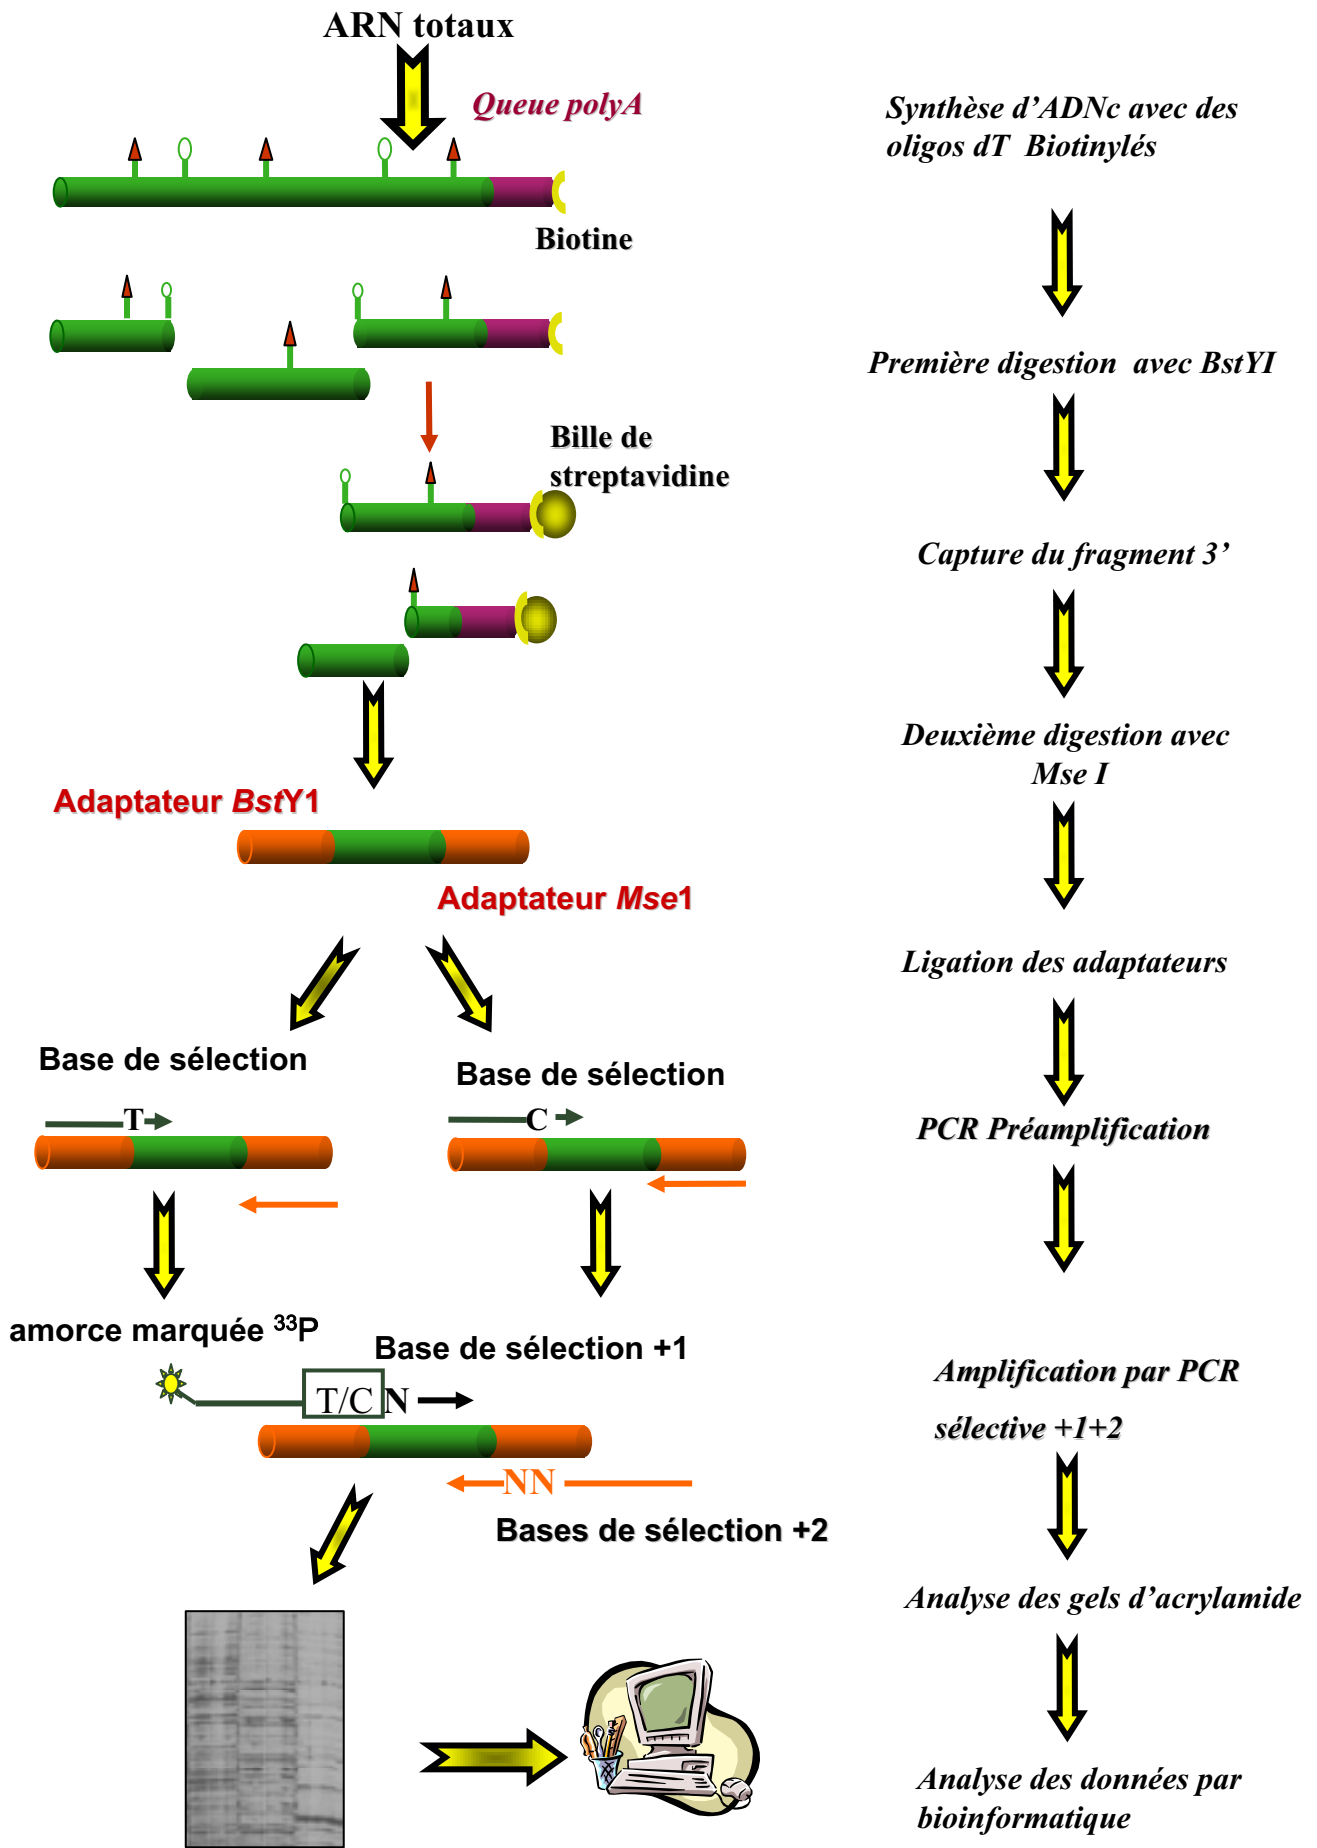 ARN totaux
Queue polyA
Synthèse d'ADNc avec des
oligos dT Biotinylés
Biotine
Première digestion avec BstYI
Bille de
streptavidine
Capture du fragment 3’
Deuxième digestion avec
Mse I
Adaptateur BstY1
Adaptateur Mse1
Ligation des adaptateurs
Base de sélection
Base de sélection
T
C
PCR Préamplification
amorce marquée ³³P
Base de sélection +1
T/C N
Amplification par PCR
sélective +1+2
NN
Bases de sélection +2
Analyse des gels d’acrylamide
Analyse des données par
bioinformatique